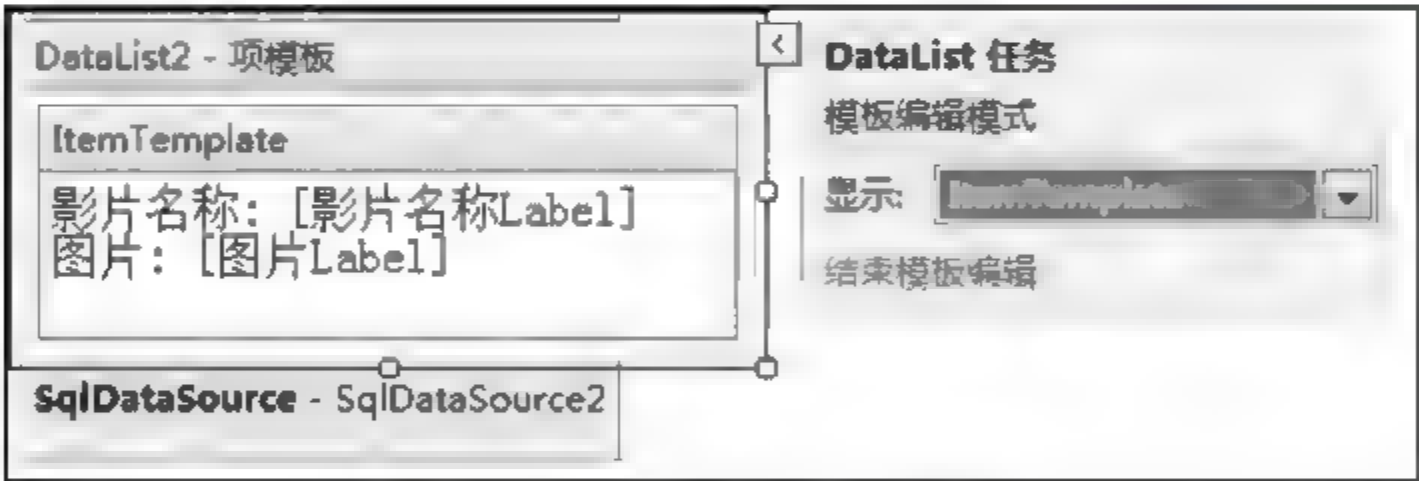 DataList2 - 项模板
ItemTemplate
影片名称: [影片名称Label]
图片: [图片Label]
SqlDataSource - SqlDataSource2
DataList 任务
模板编辑模式
显示:
结束模板编辑